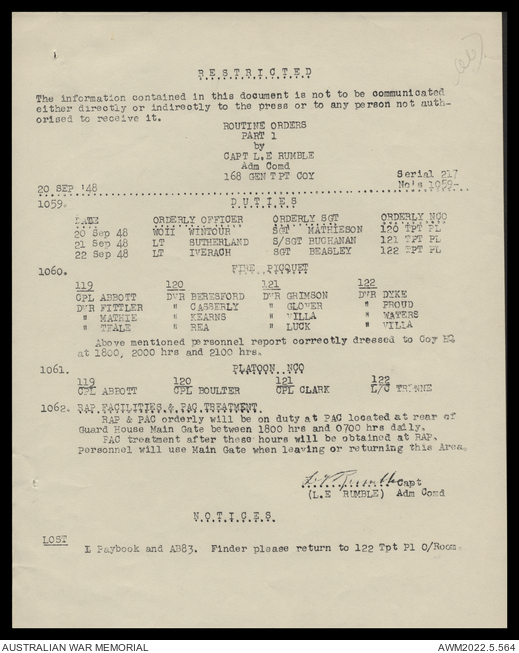 RESTRICTED
The information contained in this document is not to be communicated
either directly or indirectly to the press or to any person not auth-
orised to receive it.
ROUTINE ORDERS
PART 1
by
CAPT L.E RUMBLE
Adm Comd
168 GEN TPT COY Serial 217
20 SEP '48 No's 1059-
1059. DUTIES
DATE ORDERLY OFFICER ORDERLY SGT ORDERLY NCO
20 Sep 48 WOII WINTOUR SGT MATHIESON 120 TPT PL
21 Sep 48 LT SUTHERLAND S/SGT BUCHANAN 121 TPT PL
22 Sep 48 LT IVERACH SGT BEASLEY 122 TPT PL
1060. FIRE PICQUET
119 120 121 122
CPL ABBOTT DVR BERESFORD DVR GRIMSON DVR DYKE
DVR FITTLER " CASSERLY " GLOVER " PROUD
" MATHIE " KEARNS " VILLA " WATERS
" TEALE " REA " LUCK " VILLA
Above mentioned personnel report correctly dressed to Coy HQ
at 1800, 2000 hrs and 2100 hrs.
1061. PLATOON NCO
119 120 121 122
CPL ABBOTT CPL BOULTER CPL CLARK L/C
1062. RAP FACILITIES & PAC TREATMENT
RAP & PAC orderly will be on duty at PAC located at rear of
Guard House Main Gate between 1800 hrs and 0700 hrs daily.
PAC treatment after these hours will be obtained at RAP.
Personnel will use Main Gate when leaving or returning this Area.
L E Rumble Capt
(L.E RUMBLE) Adm Comd
NOTICES
LOST
1 Paybook and AB83. Finder please return to 122 Tpt Pl O/Room.
AUSTRALIAN WAR MEMORIAL AWM2022.5.564